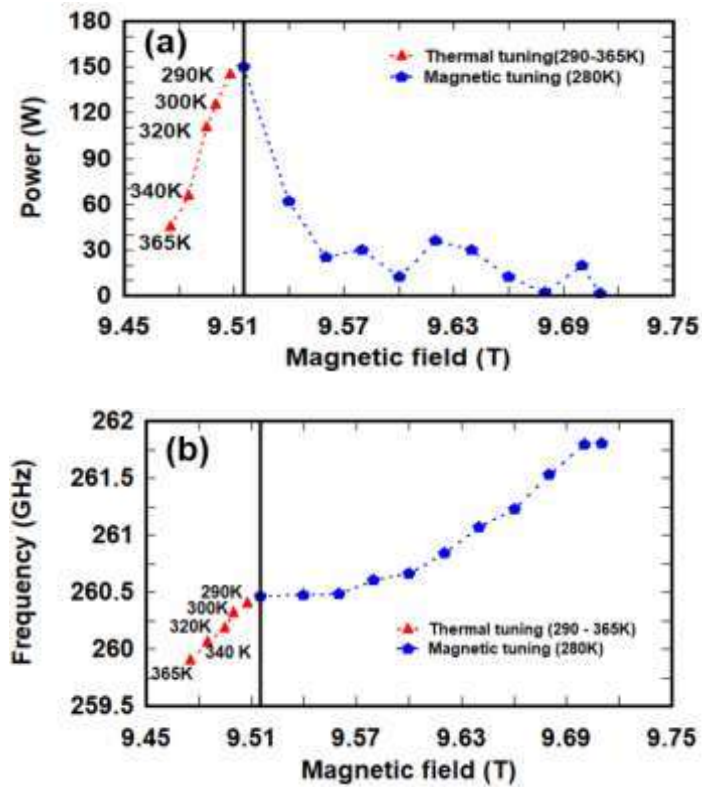 180
(a)
Thermal tuning(290-365K)
Magnetic tuning (280K)
150
290K
300K
120
320K
Power (W)
90
340K
60
365K
30
0
9.45 9.51 9.57 9.63 9.69 9.75
Magnetic field (T)
262
(b)
261.5
Frequency (GHz)
261
260.5
290K
300K
320K
Thermal tuning (290 - 365K)
260
340 K
Magnetic tuning (280K)
365K
259.5
9.45 9.51 9.57 9.63 9.69 9.75
Magnetic field (T)